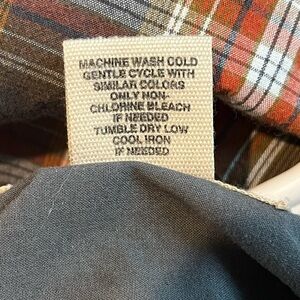 MACHINE WASH COLD
GENTLE CYCLE WITH
SIMILAR COLORS
ONLY NON-
CHLORINE BLEACH
IF NEEDED
TUMBLE DRY LOW
COOL IRON
IF NEEDED